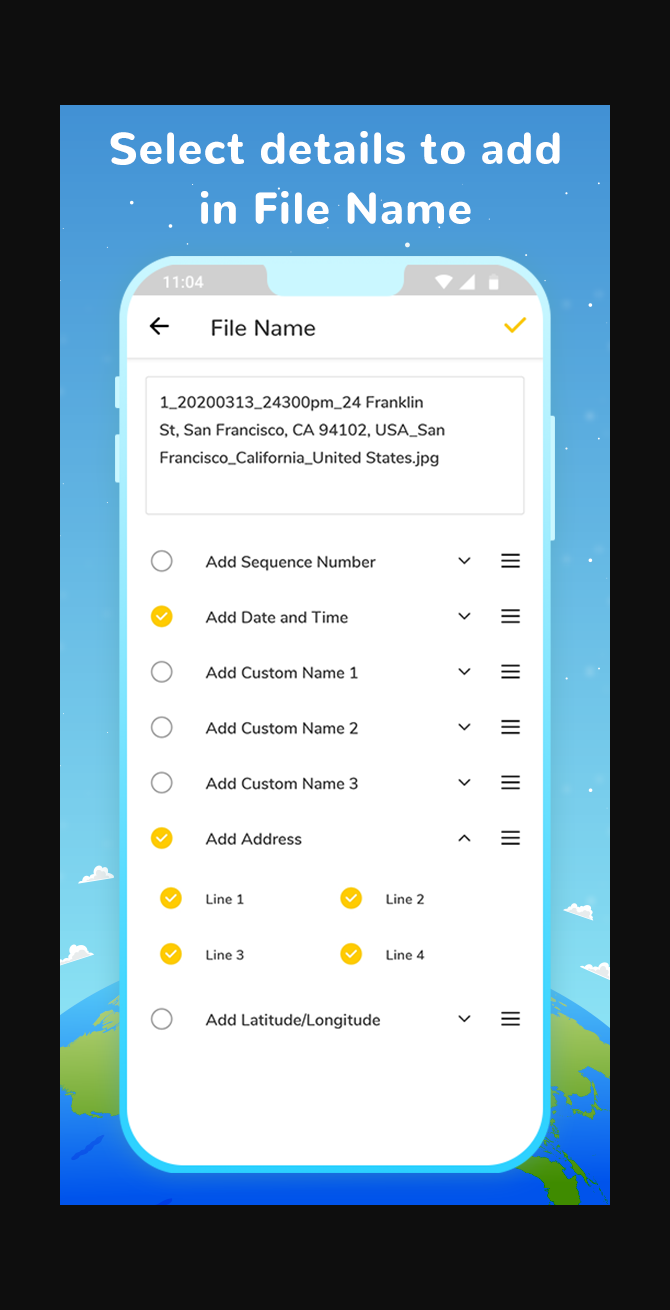 Select details to add
in File Name
11:04
File Name
1_20200313_24300pm_24 Franklin
St, San Francisco, CA 94102, USA_San
Francisco_California_United States.jpg
Add Sequence Number
Add Date and Time
Add Custom Name 1
Add Custom Name 2
Add Custom Name 3
Add Address
Line 1 Line 2
Line 3 Line 4
Add Latitude/Longitude